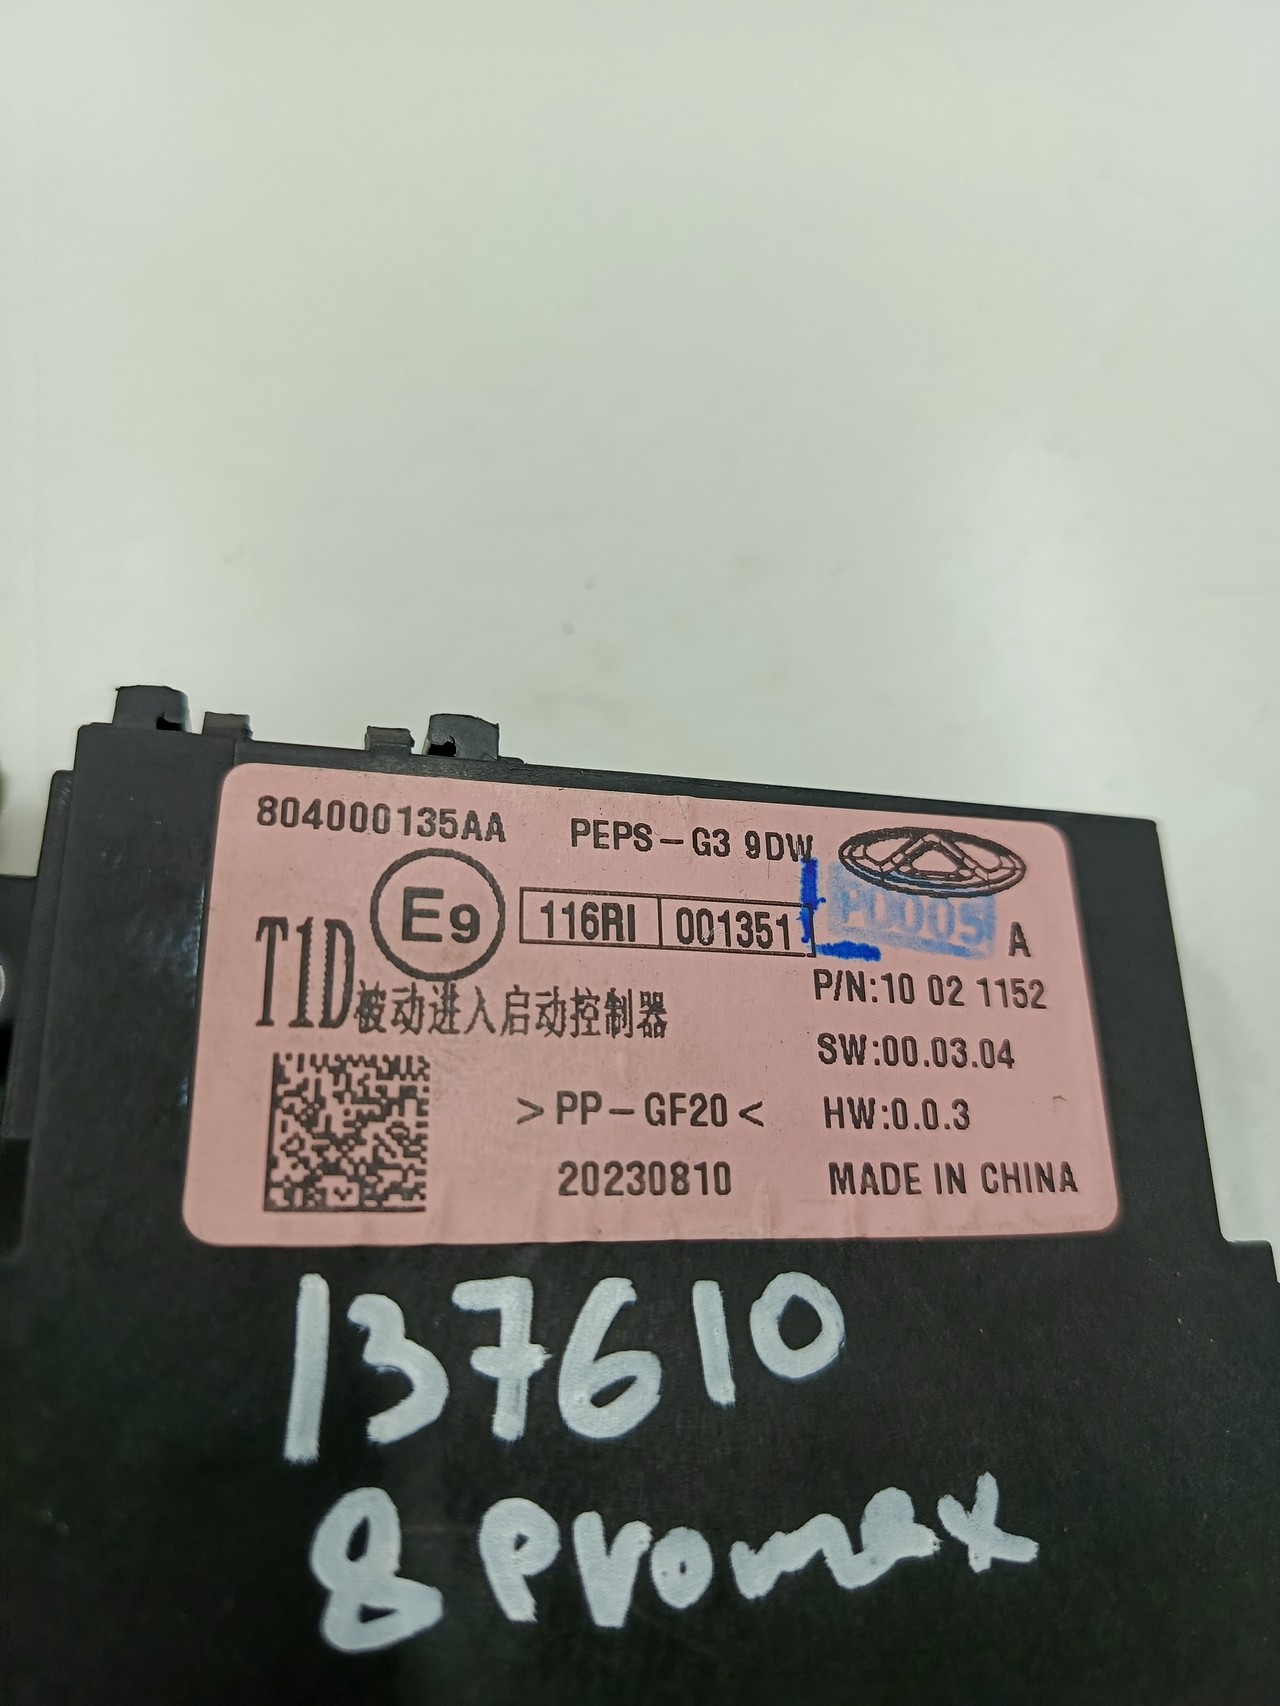 804000135AA PEPS-G3 9DW
E9 116RI 001351 P0005 A
T1D被动进入启动控制器 P/N:10 02 1152
SW:00.03.04
>PP-GF20< HW:0.0.3
20230810 MADE IN CHINA
137610
8 Promax